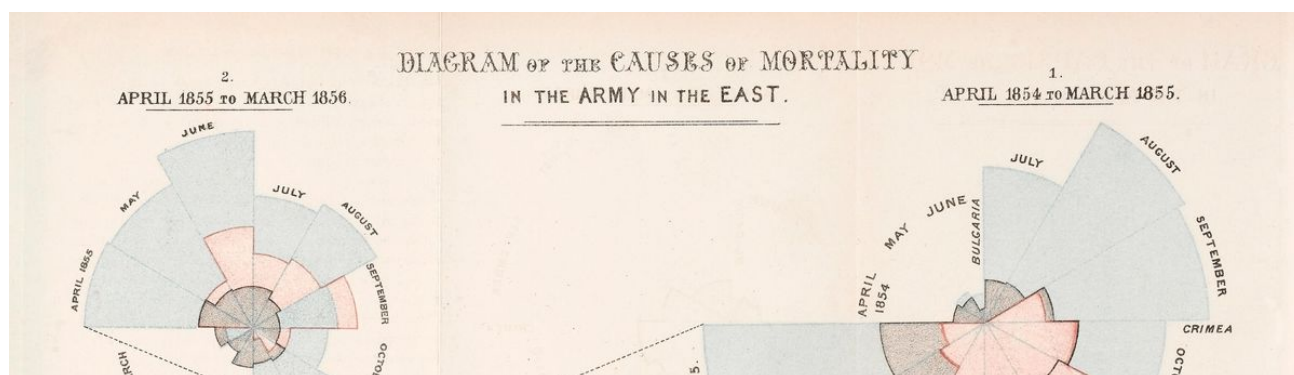 DIAGRAM OF THE CAUSES OF MORTALITY
IN THE ARMY IN THE EAST.
2.
APRIL 1855 TO MARCH 1856.
JUNE
MAY
JULY
AUGUST
APRIL 1855
SEPTEMBER
1.
APRIL 1854 TO MARCH 1855.
JULY
AUGUST
JUNE
BULGARIA
MAY
SEPTEMBER
APRIL
1854
CRIMEA